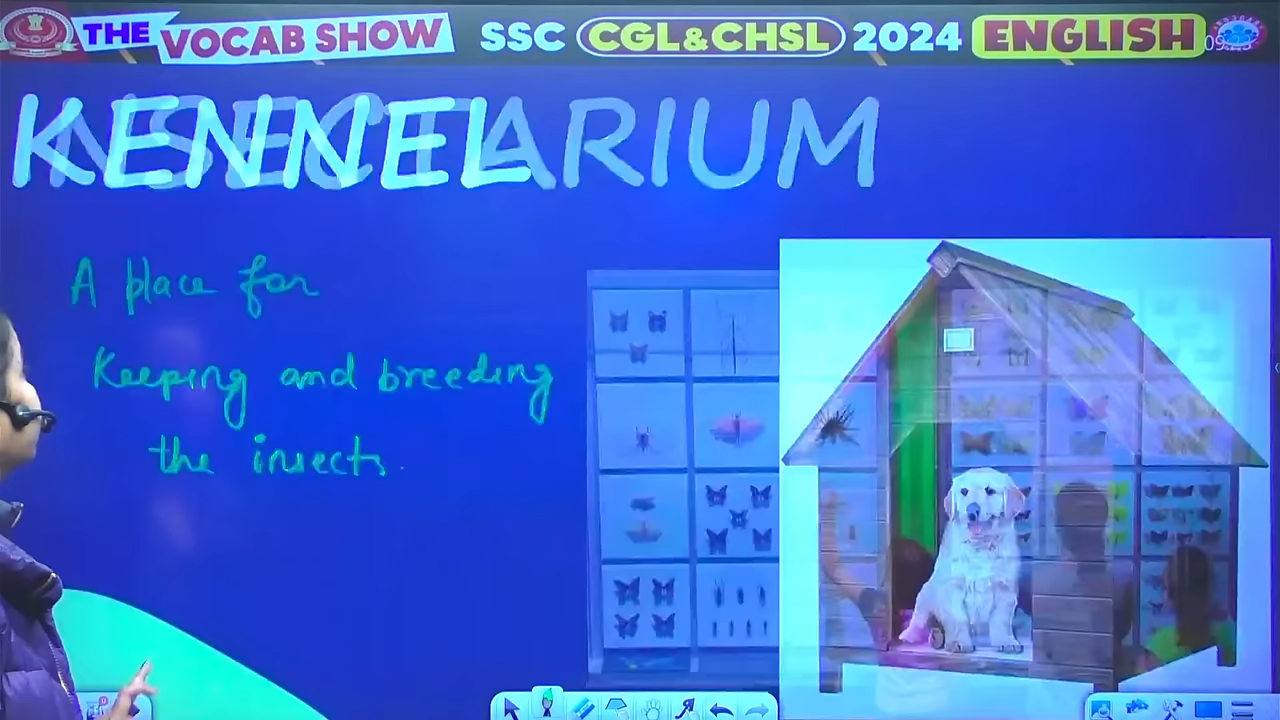 THE VOCAB SHOW SSC CGL & CHSL 2024 ENGLISH
KENNEL
INSECTARIUM
A place for
Keeping and breeding
the insects.